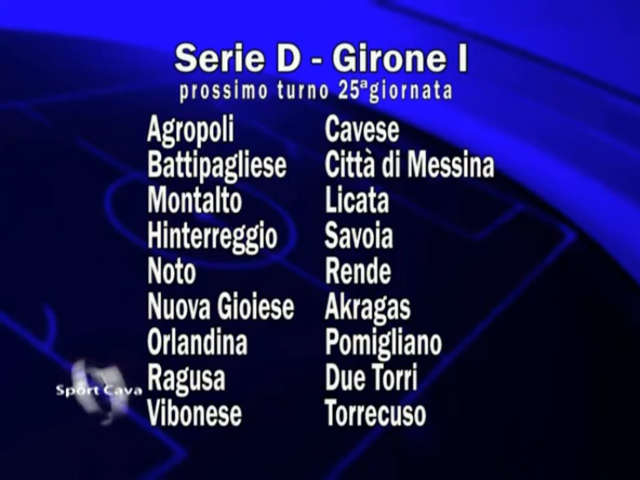 Serie D - Girone I
prossimo turno 25ªgiornata
Agropoli Cavese
Battipagliese Città di Messina
Montalto Licata
Hinterreggio Savoia
Noto Rende
Nuova Gioiese Akragas
Orlandina Pomigliano
Ragusa Due Torri
Vibonese Torrecuso
Sport Cava